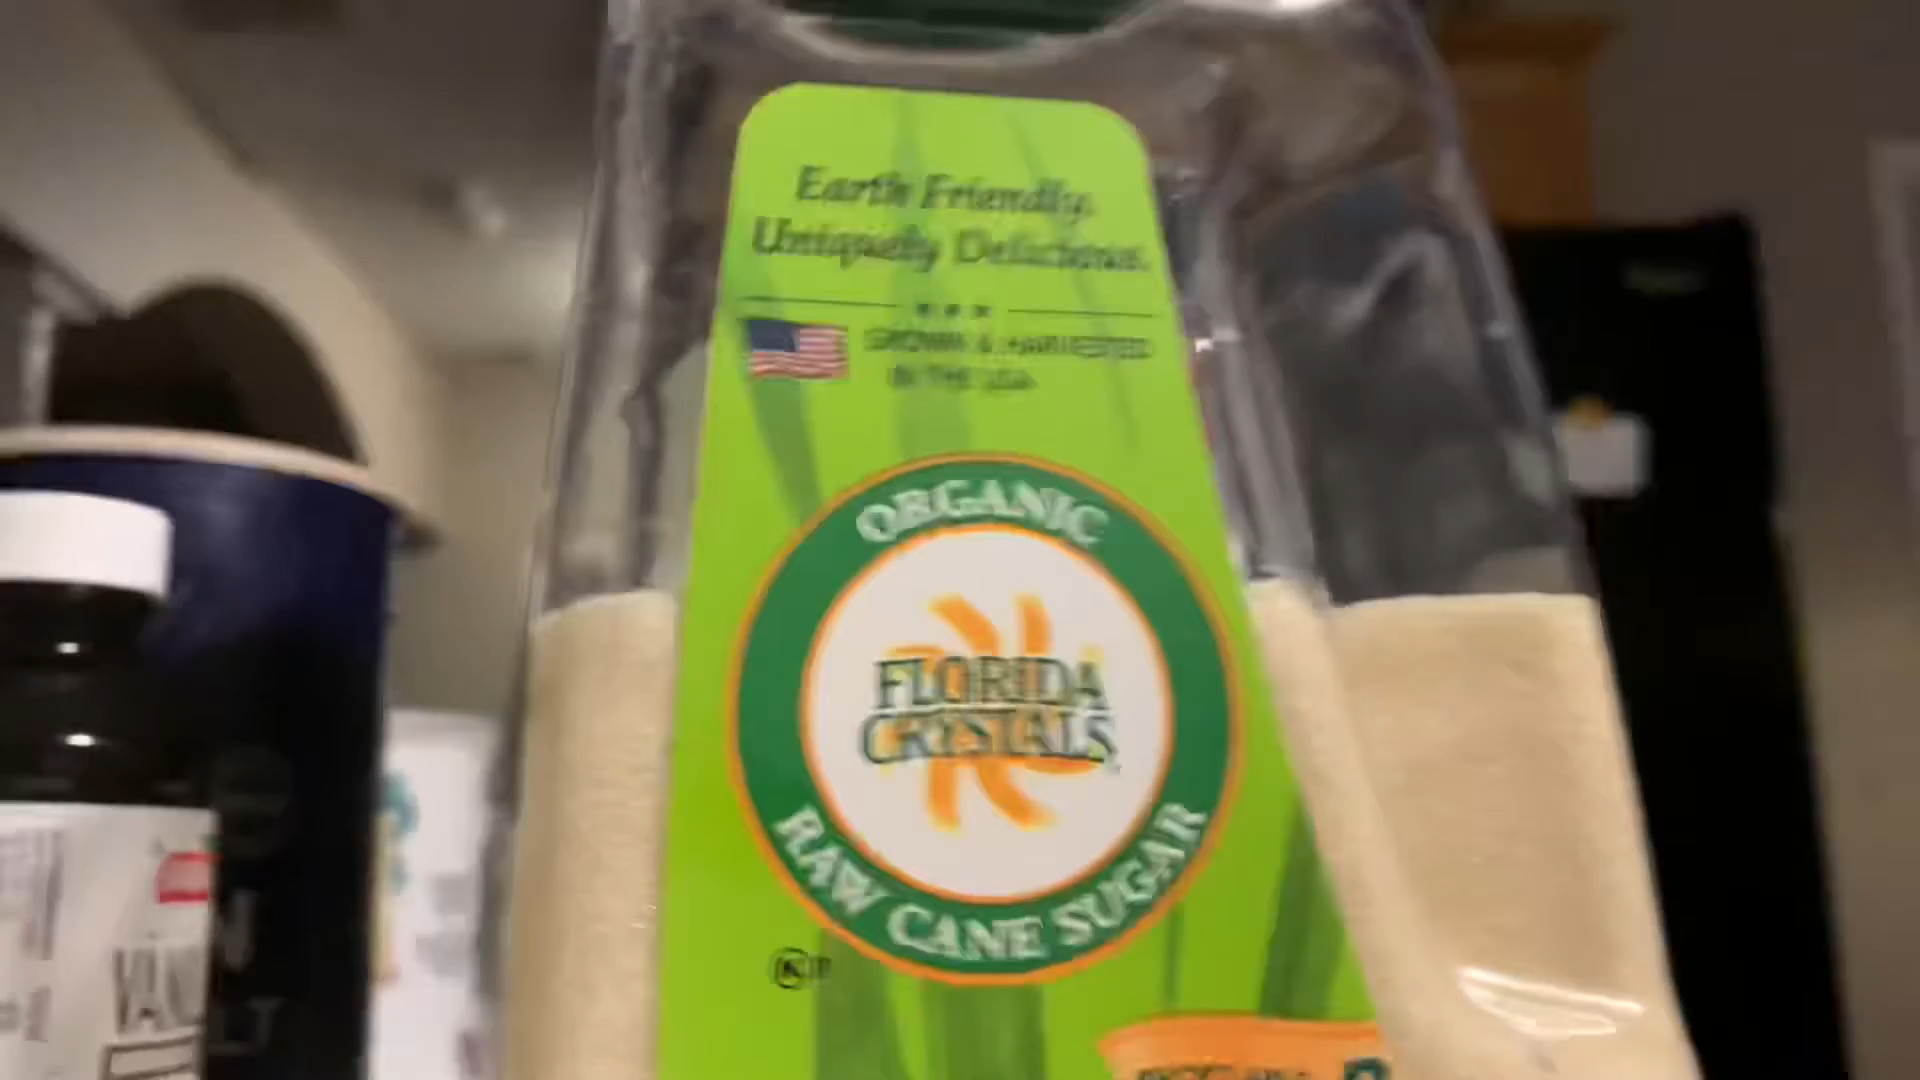 Earth Friendly.
Uniquely Delicious.
GROWN & HARVESTED
IN THE USA
ORGANIC
FLORIDA
CRYSTALS
RAW CANE SUGAR
K